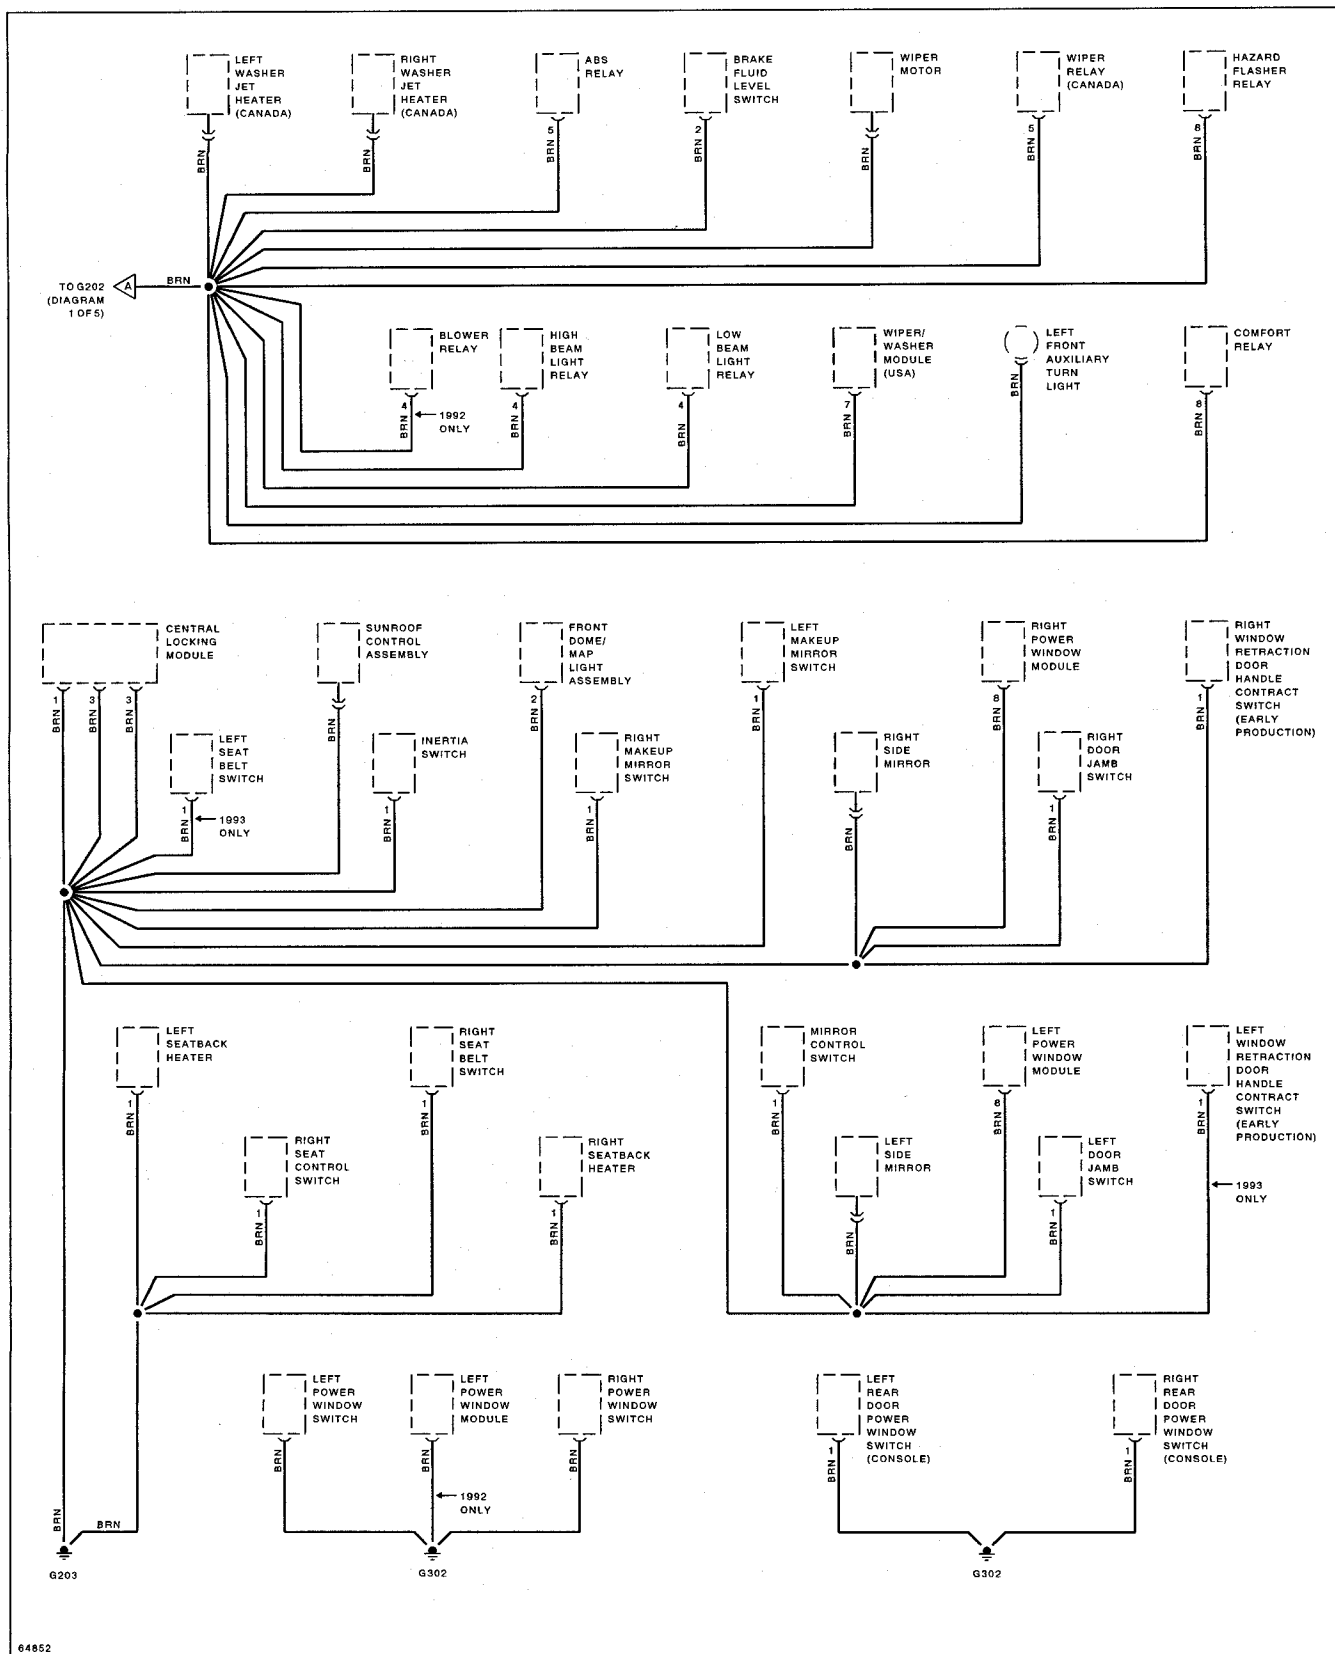 LEFT
WASHER
JET
HEATER
(CANADA)
RIGHT
WASHER
JET
HEATER
(CANADA)
ABS
RELAY
BRAKE
FLUID
LEVEL
SWITCH
WIPER
MOTOR
WIPER
RELAY
(CANADA)
HAZARD
FLASHER
RELAY
BRN
BRN
5
BRN
2
BRN
BRN
5
BRN
8
BRN
TO G202
(DIAGRAM
1 OF 5)
A
BRN
BLOWER
RELAY
HIGH
BEAM
LIGHT
RELAY
LOW
BEAM
LIGHT
RELAY
WIPER/
WASHER
MODULE
(USA)
LEFT
FRONT
AUXILIARY
TURN
LIGHT
COMFORT
RELAY
4
BRN
1992
ONLY
4
BRN
4
BRN
7
BRN
BRN
8
BRN
CENTRAL
LOCKING
MODULE
SUNROOF
CONTROL
ASSEMBLY
FRONT
DOME/
MAP
LIGHT
ASSEMBLY
LEFT
MAKEUP
MIRROR
SWITCH
RIGHT
POWER
WINDOW
MODULE
RIGHT
WINDOW
RETRACTION
DOOR
HANDLE
CONTRACT
SWITCH
(EARLY
PRODUCTION)
1
BRN
3
BRN
3
BRN
BRN
2
BRN
1
BRN
8
BRN
1
BRN
LEFT
SEAT
BELT
SWITCH
INERTIA
SWITCH
RIGHT
MAKEUP
MIRROR
SWITCH
RIGHT
SIDE
MIRROR
RIGHT
DOOR
JAMB
SWITCH
1
BRN
1993
ONLY
1
BRN
1
BRN
BRN
1
BRN
LEFT
SEATBACK
HEATER
RIGHT
SEAT
BELT
SWITCH
MIRROR
CONTROL
SWITCH
LEFT
POWER
WINDOW
MODULE
LEFT
WINDOW
RETRACTION
DOOR
HANDLE
CONTRACT
SWITCH
(EARLY
PRODUCTION)
1
BRN
1
BRN
1
BRN
8
BRN
1
BRN
RIGHT
SEAT
CONTROL
SWITCH
RIGHT
SEATBACK
HEATER
LEFT
SIDE
MIRROR
LEFT
DOOR
JAMB
SWITCH
1993
ONLY
1
BRN
1
BRN
BRN
1
BRN
LEFT
POWER
WINDOW
SWITCH
LEFT
POWER
WINDOW
MODULE
RIGHT
POWER
WINDOW
SWITCH
LEFT
REAR
DOOR
POWER
WINDOW
SWITCH
(CONSOLE)
RIGHT
REAR
DOOR
POWER
WINDOW
SWITCH
(CONSOLE)
BRN
BRN
BRN
1
BRN
1
BRN
1992
ONLY
BRN
BRN
G203
G302
G302
64852